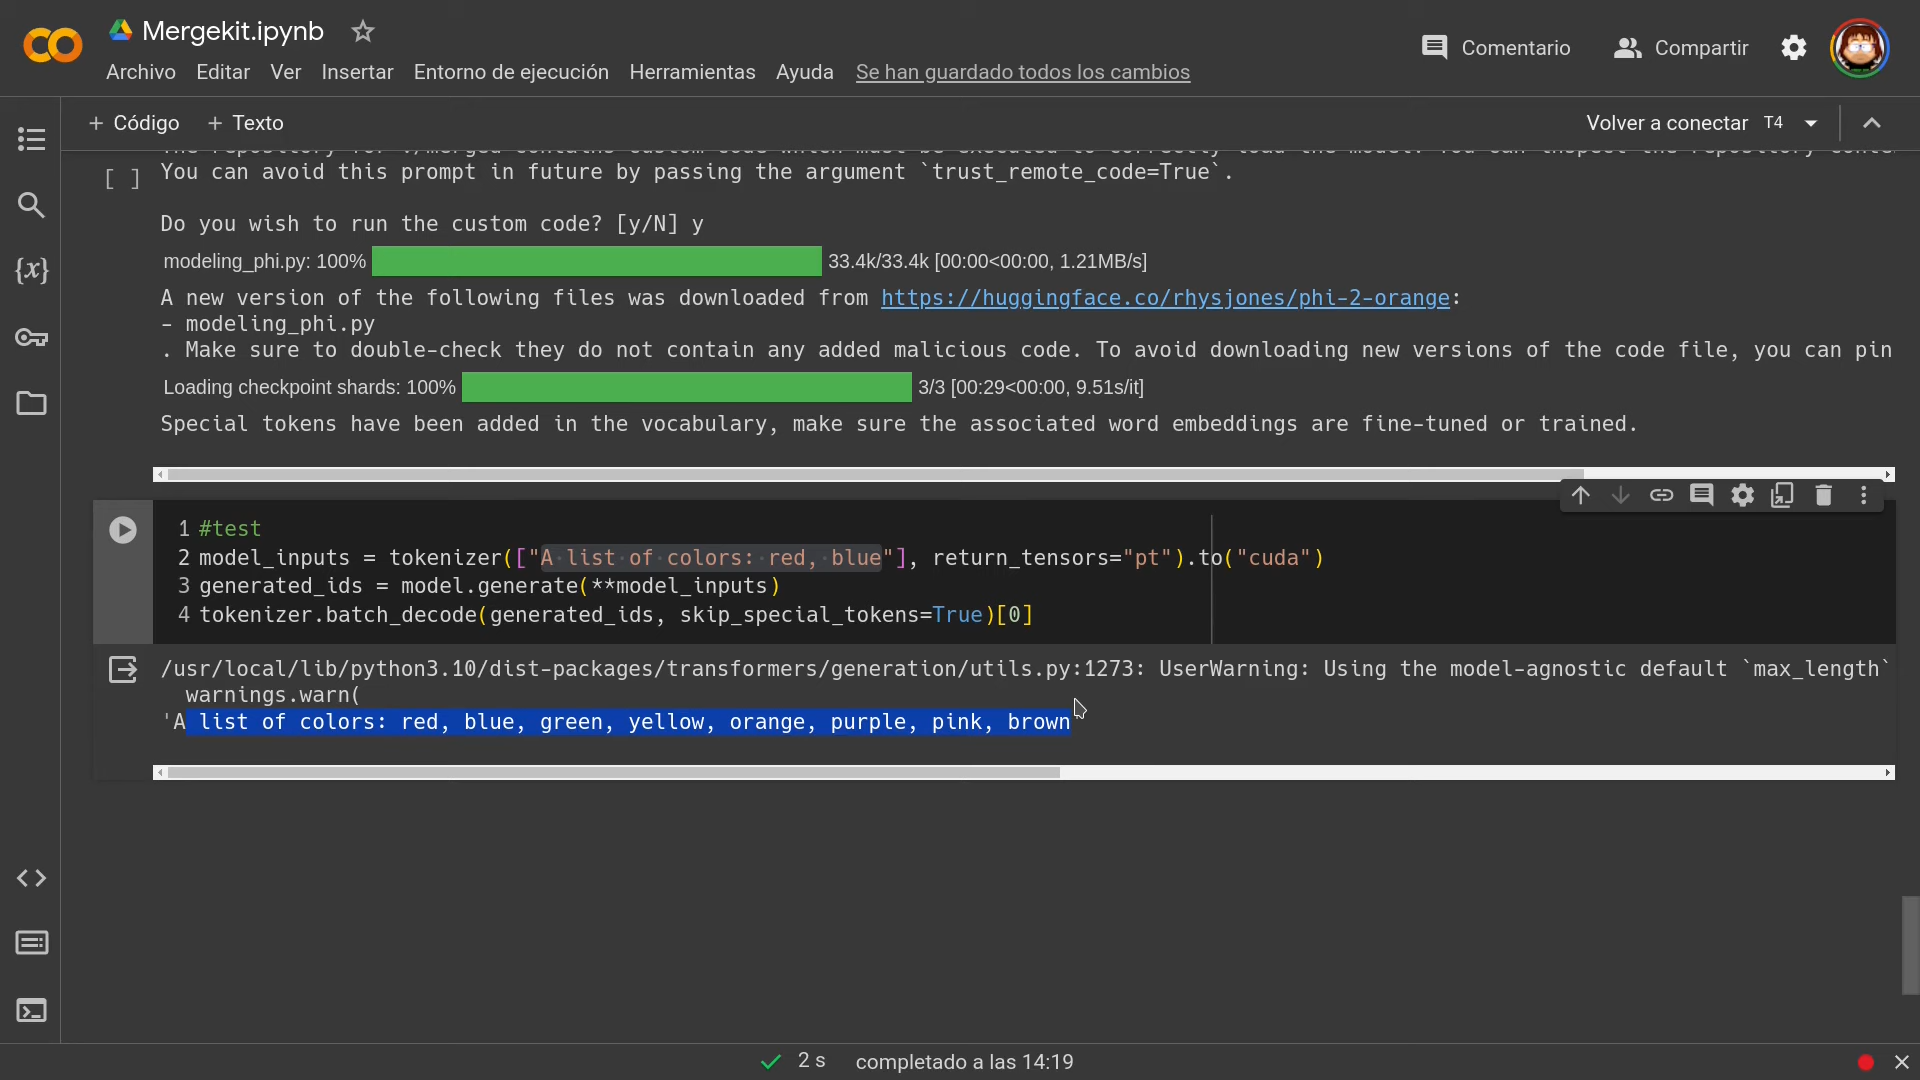 Mergekit.ipynb
Comentario
Compartir
Archivo Editar Ver Insertar Entorno de ejecución Herramientas Ayuda Se han guardado todos los cambios
+ Código + Texto
Volver a conectar T4
[ ] You can avoid this prompt in future by passing the argument `trust_remote_code=True`.
Do you wish to run the custom code? [y/N] y
modeling_phi.py: 100% 33.4k/33.4k [00:00<00:00, 1.21MB/s]
A new version of the following files was downloaded from https://huggingface.co/rhysjones/phi-2-orange:
- modeling_phi.py
. Make sure to double-check they do not contain any added malicious code. To avoid downloading new versions of the code file, you can pin
Loading checkpoint shards: 100% 3/3 [00:29<00:00, 9.51s/it]
Special tokens have been added in the vocabulary, make sure the associated word embeddings are fine-tuned or trained.
1 #test
2 model_inputs = tokenizer(["A list of colors: red, blue"], return_tensors="pt").to("cuda")
3 generated_ids = model.generate(**model_inputs)
4 tokenizer.batch_decode(generated_ids, skip_special_tokens=True)[0]
/usr/local/lib/python3.10/dist-packages/transformers/generation/utils.py:1273: UserWarning: Using the model-agnostic default `max_length`
warnings.warn(
'A list of colors: red, blue, green, yellow, orange, purple, pink, brown
2 s completado a las 14:19